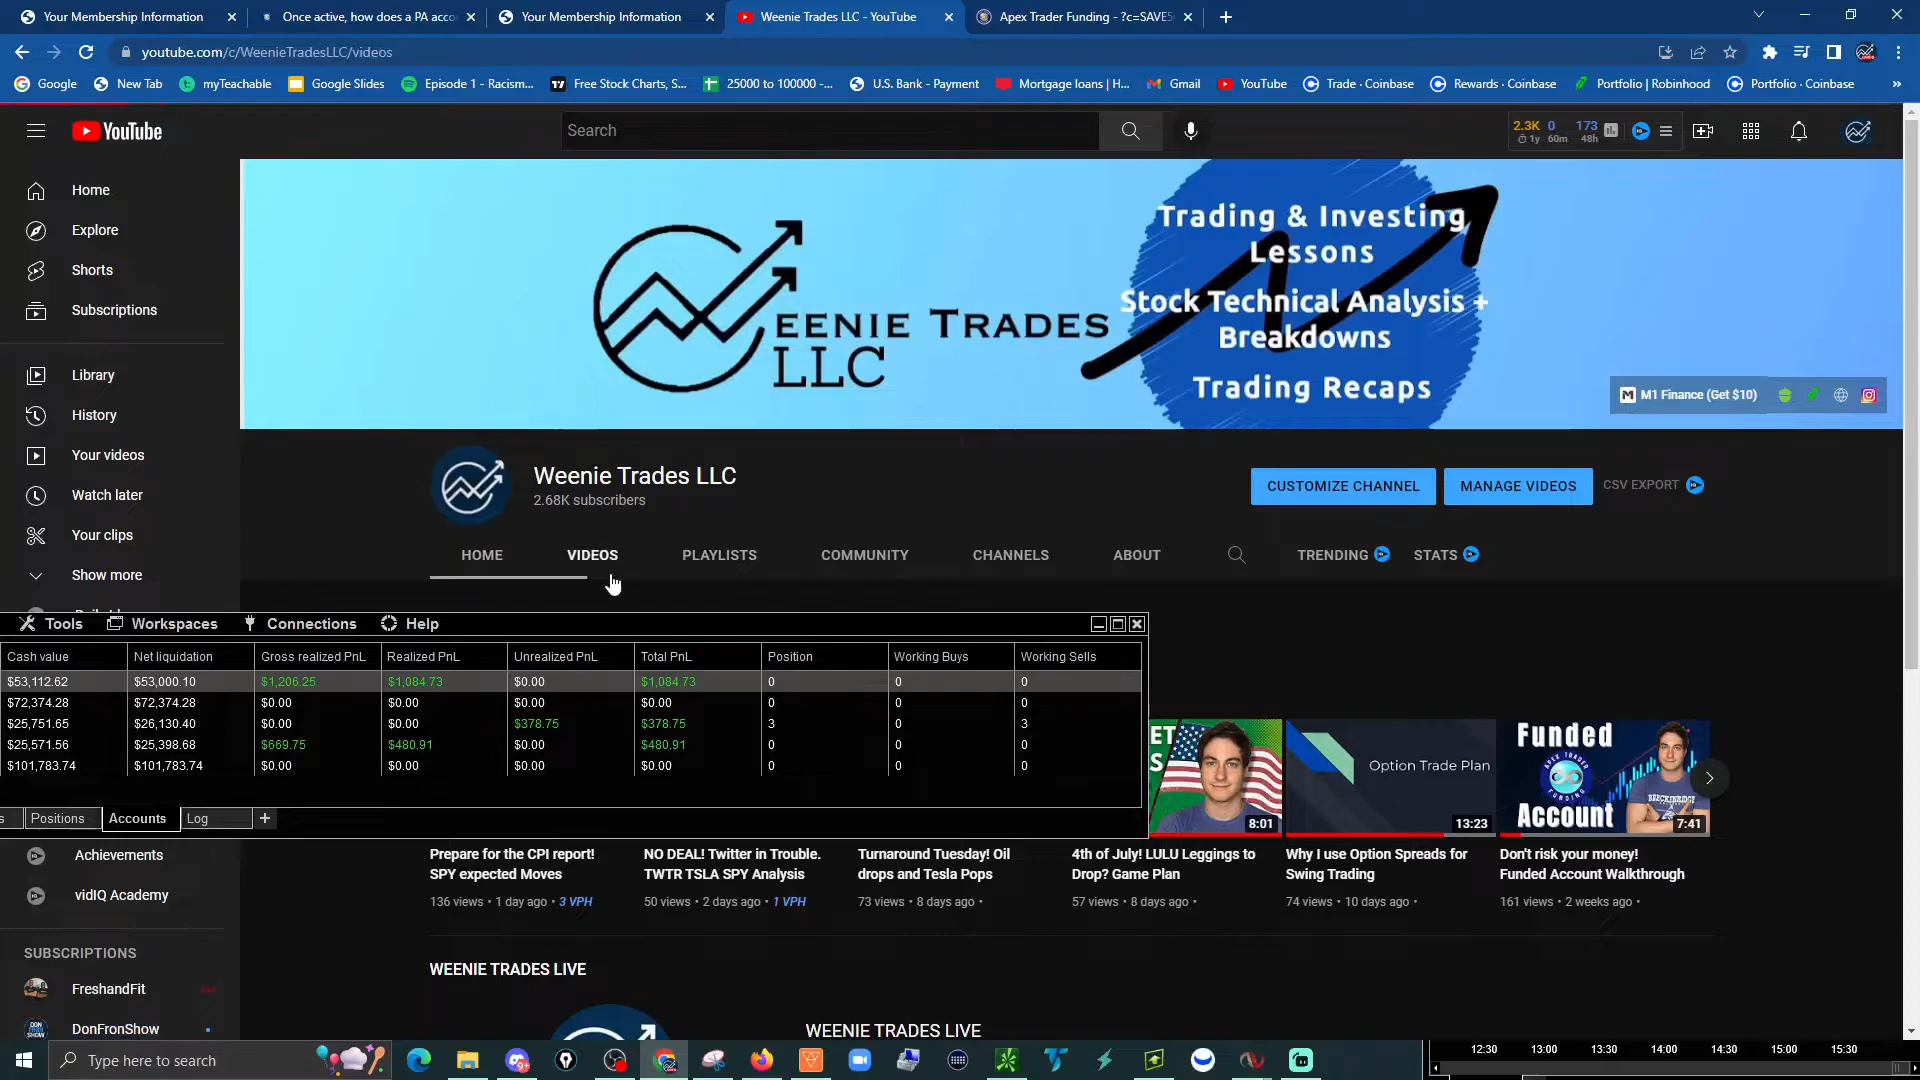 Your Membership Information
Once active, how does a PA acco
Your Membership Information
Weenie Trades LLC - YouTube
Apex Trader Funding - ?c=SAVE5
youtube.com/c/WeenieTradesLLC/videos
Google
New Tab
myTeachable
Google Slides
Episode 1 - Racism...
Free Stock Charts, S...
25000 to 100000 -...
U.S. Bank - Payment
Mortgage loans | H...
Gmail
YouTube
Trade · Coinbase
Rewards · Coinbase
Portfolio | Robinhood
Portfolio · Coinbase
»
YouTube
Search
2.3K 0 173
1y 60m 48h
Home
Explore
Shorts
Subscriptions
Library
History
Your videos
Watch later
Your clips
Show more
Trading & Investing
Lessons
Stock Technical Analysis +
Breakdowns
Trading Recaps
EENIE TRADES
LLC
M1 Finance (Get $10)
Weenie Trades LLC
2.68K subscribers
CUSTOMIZE CHANNEL
MANAGE VIDEOS
CSV EXPORT
HOME
VIDEOS
PLAYLISTS
COMMUNITY
CHANNELS
ABOUT
TRENDING
STATS
Tools
Workspaces
Connections
Help
Cash value Net liquidation Gross realized PnL Realized PnL Unrealized PnL Total PnL Position Working Buys Working Sells
$53,112.62 $53,000.10 $1,206.25 $1,084.73 $0.00 $1,084.73 0 0 0
$72,374.28 $72,374.28 $0.00 $0.00 $0.00 $0.00 0 0 0
$25,751.65 $26,130.40 $0.00 $0.00 $378.75 $378.75 3 0 3
$25,571.56 $25,398.68 $669.75 $480.91 $0.00 $480.91 0 0 0
$101,783.74 $101,783.74 $0.00 $0.00 $0.00 $0.00 0 0 0
s
Positions
Accounts
Log
+
ET
S
8:01
Option Trade Plan
13:23
Funded
APEX TRADER
FUNDING
Account
BRECKINRIDGE
7:41
Prepare for the CPI report!
SPY expected Moves
136 views • 1 day ago • 3 VPH
NO DEAL! Twitter in Trouble.
TWTR TSLA SPY Analysis
50 views • 2 days ago • 1 VPH
Turnaround Tuesday! Oil
drops and Tesla Pops
73 views • 8 days ago •
4th of July! LULU Leggings to
Drop? Game Plan
57 views • 8 days ago •
Why I use Option Spreads for
Swing Trading
74 views • 10 days ago •
Don't risk your money!
Funded Account Walkthrough
161 views • 2 weeks ago •
Achievements
vidIQ Academy
SUBSCRIPTIONS
FreshandFit
DonFronShow
WEENIE TRADES LIVE
WEENIE TRADES LIVE
Type here to search
12:30 13:00 13:30 14:00 14:30 15:00 15:30